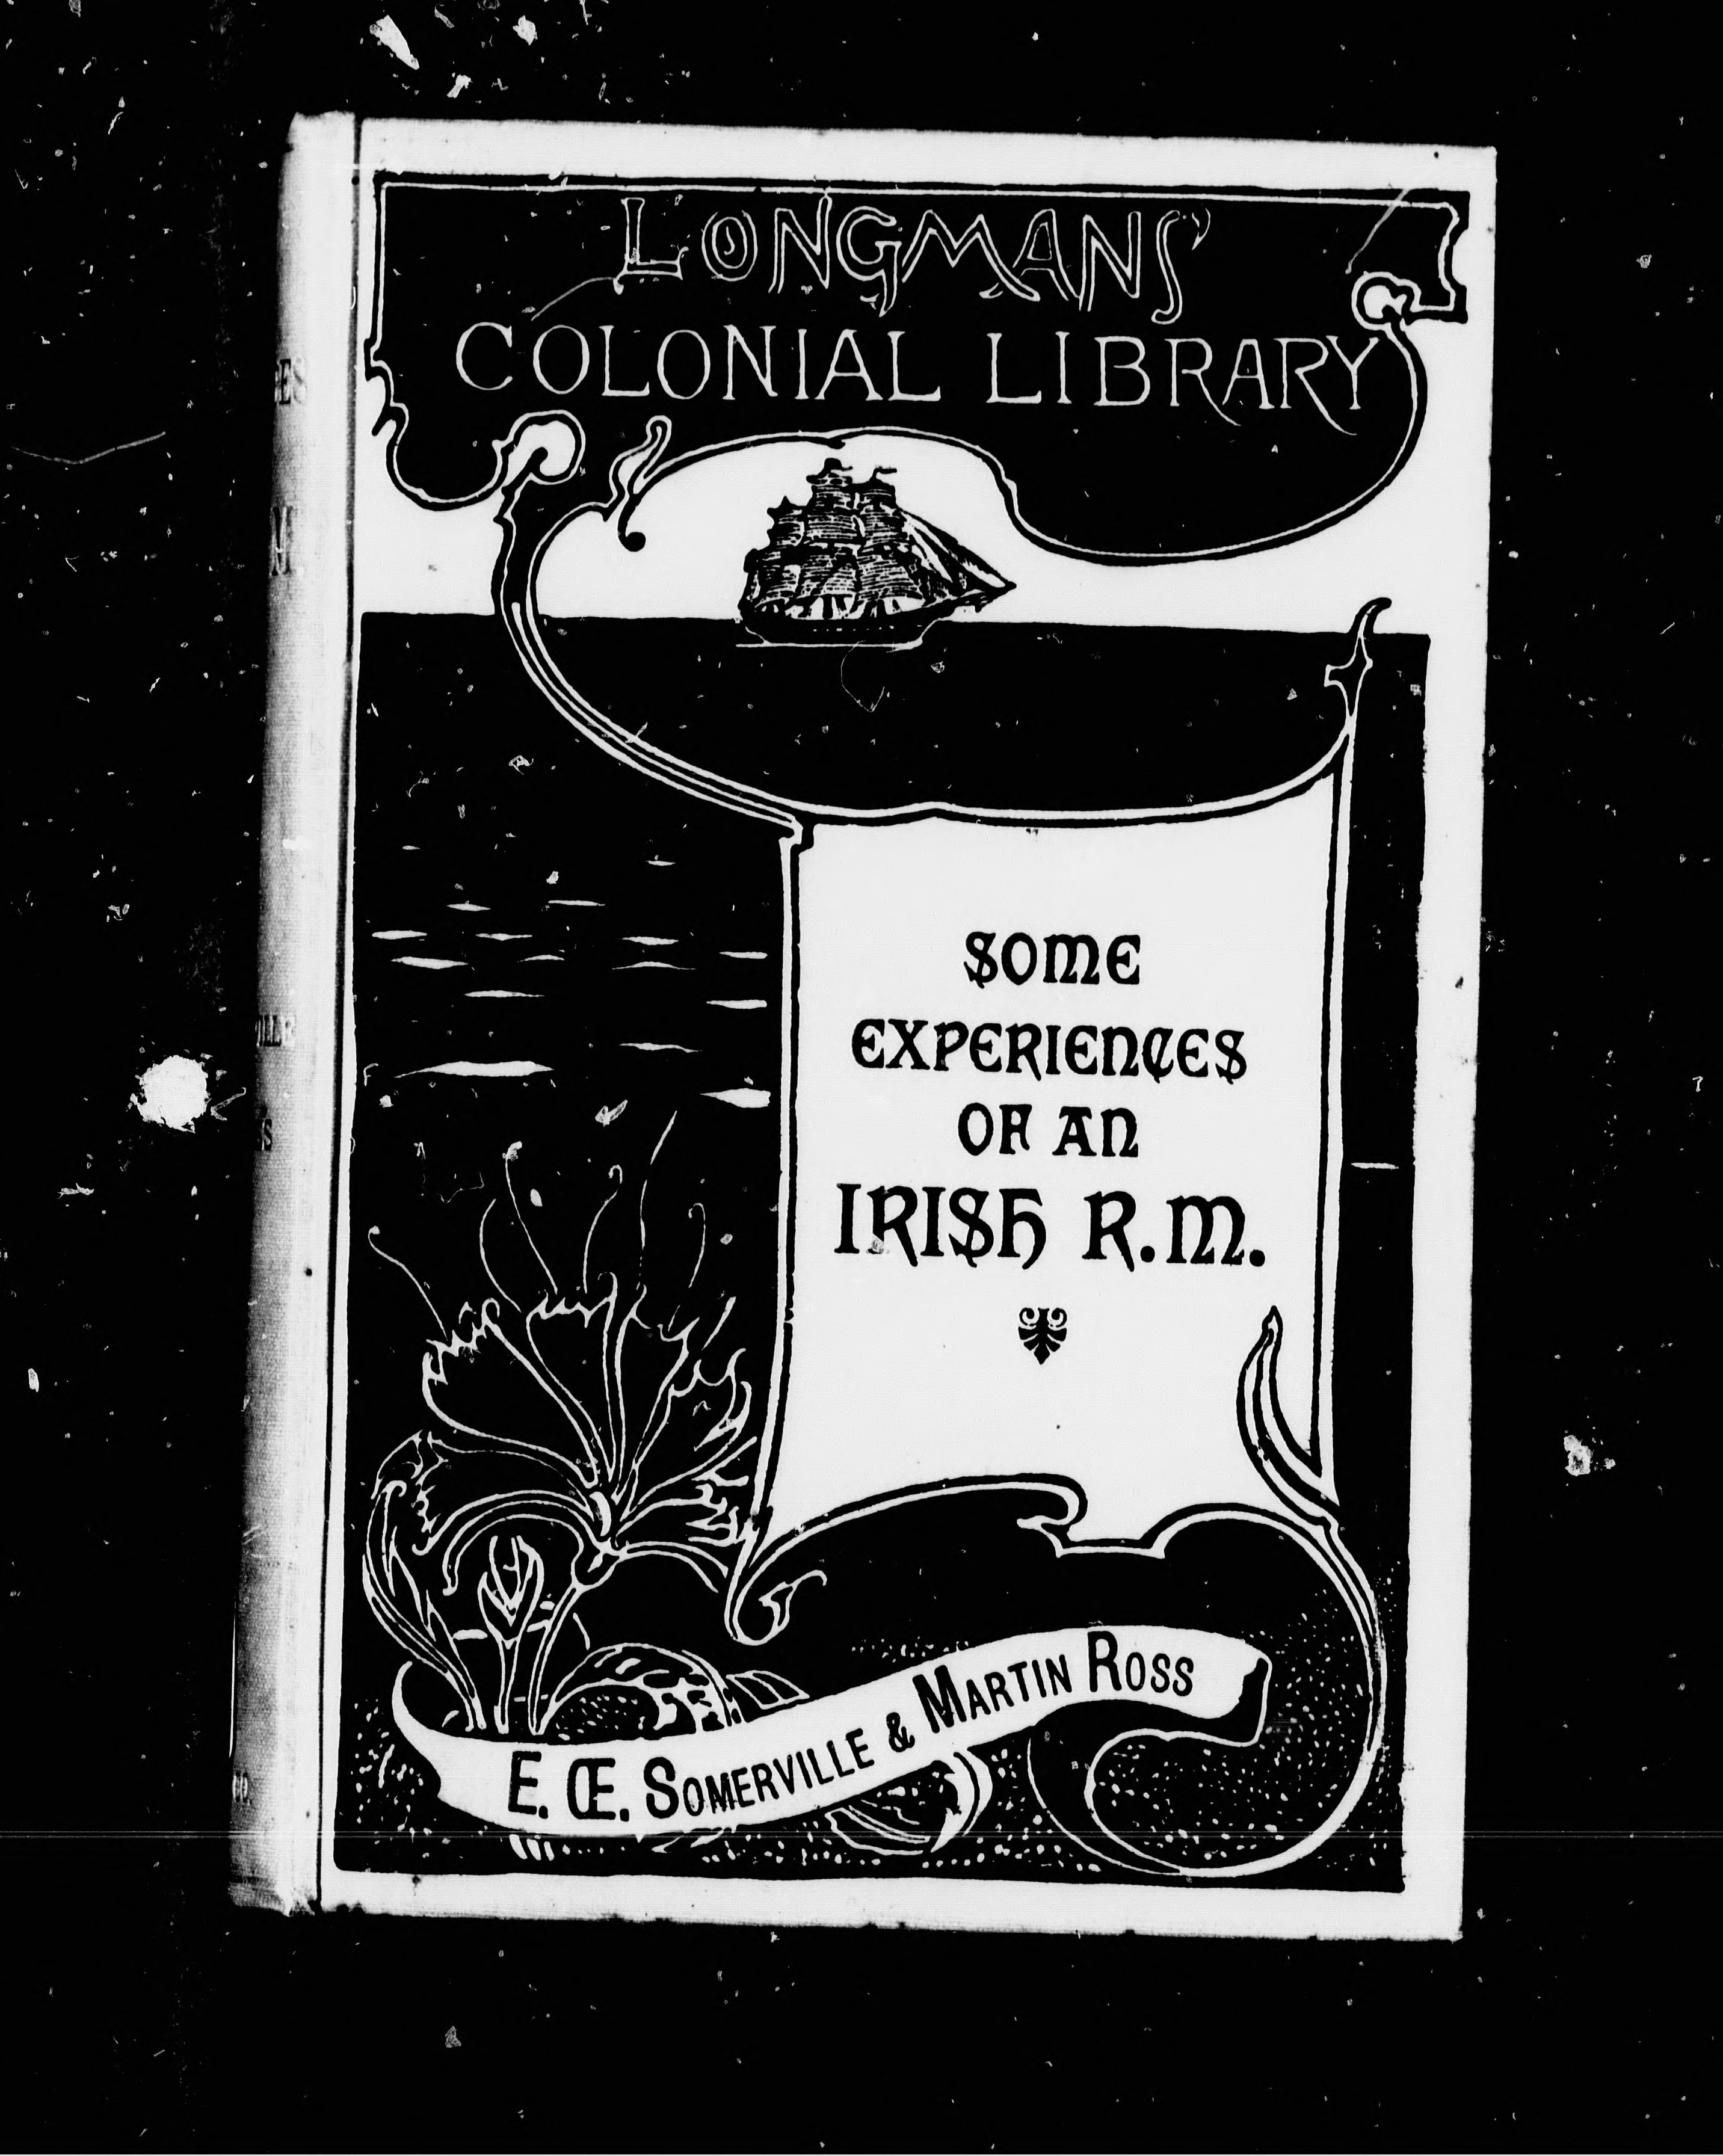 LONGMANS'
COLONIAL LIBRARY
SOME
EXPERIENCES
OF AN
IRISH R.M.
E. Œ. SOMERVILLE & MARTIN ROSS